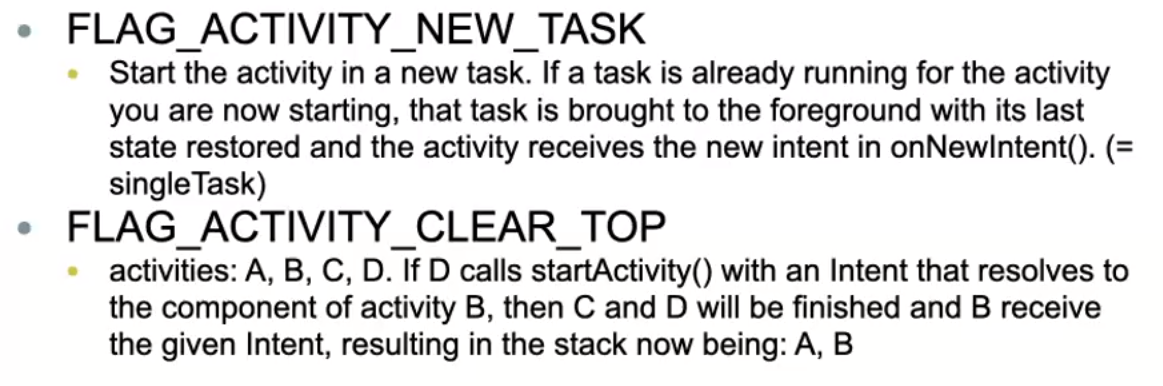 • FLAG_ACTIVITY_NEW_TASK
• Start the activity in a new task. If a task is already running for the activity
you are now starting, that task is brought to the foreground with its last
state restored and the activity receives the new intent in onNewIntent(). (=
singleTask)
• FLAG_ACTIVITY_CLEAR_TOP
• activities: A, B, C, D. If D calls startActivity() with an Intent that resolves to
the component of activity B, then C and D will be finished and B receive
the given Intent, resulting in the stack now being: A, B